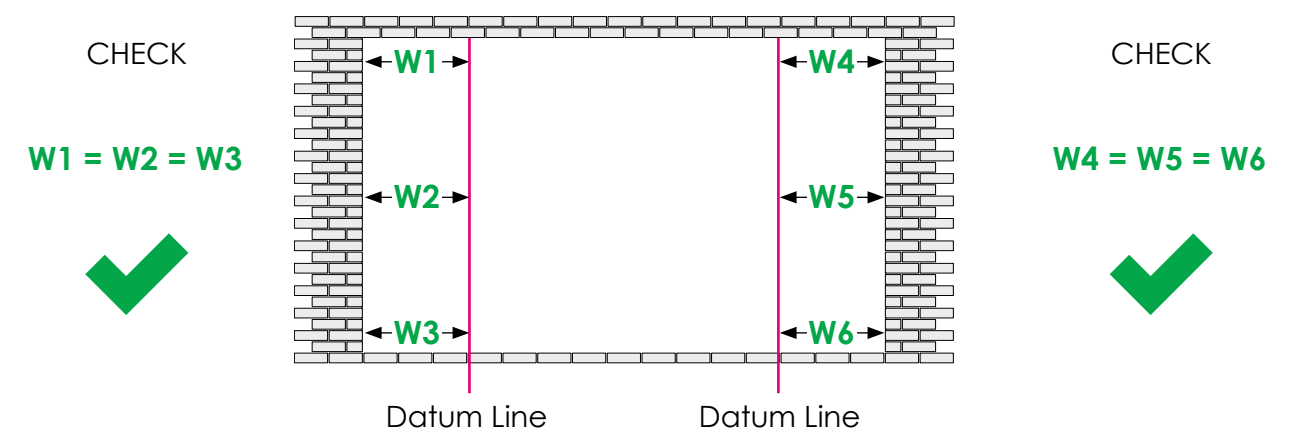 CHECK
W1 = W2 = W3
W1
W2
W3
W4
W5
W6
CHECK
W4 = W5 = W6
Datum Line
Datum Line